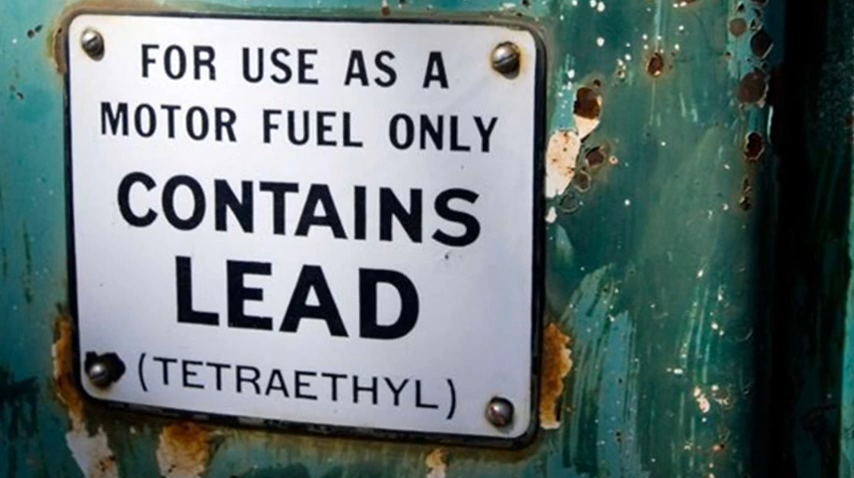 FOR USE AS A
MOTOR FUEL ONLY
CONTAINS
LEAD
(TETRAETHYL)